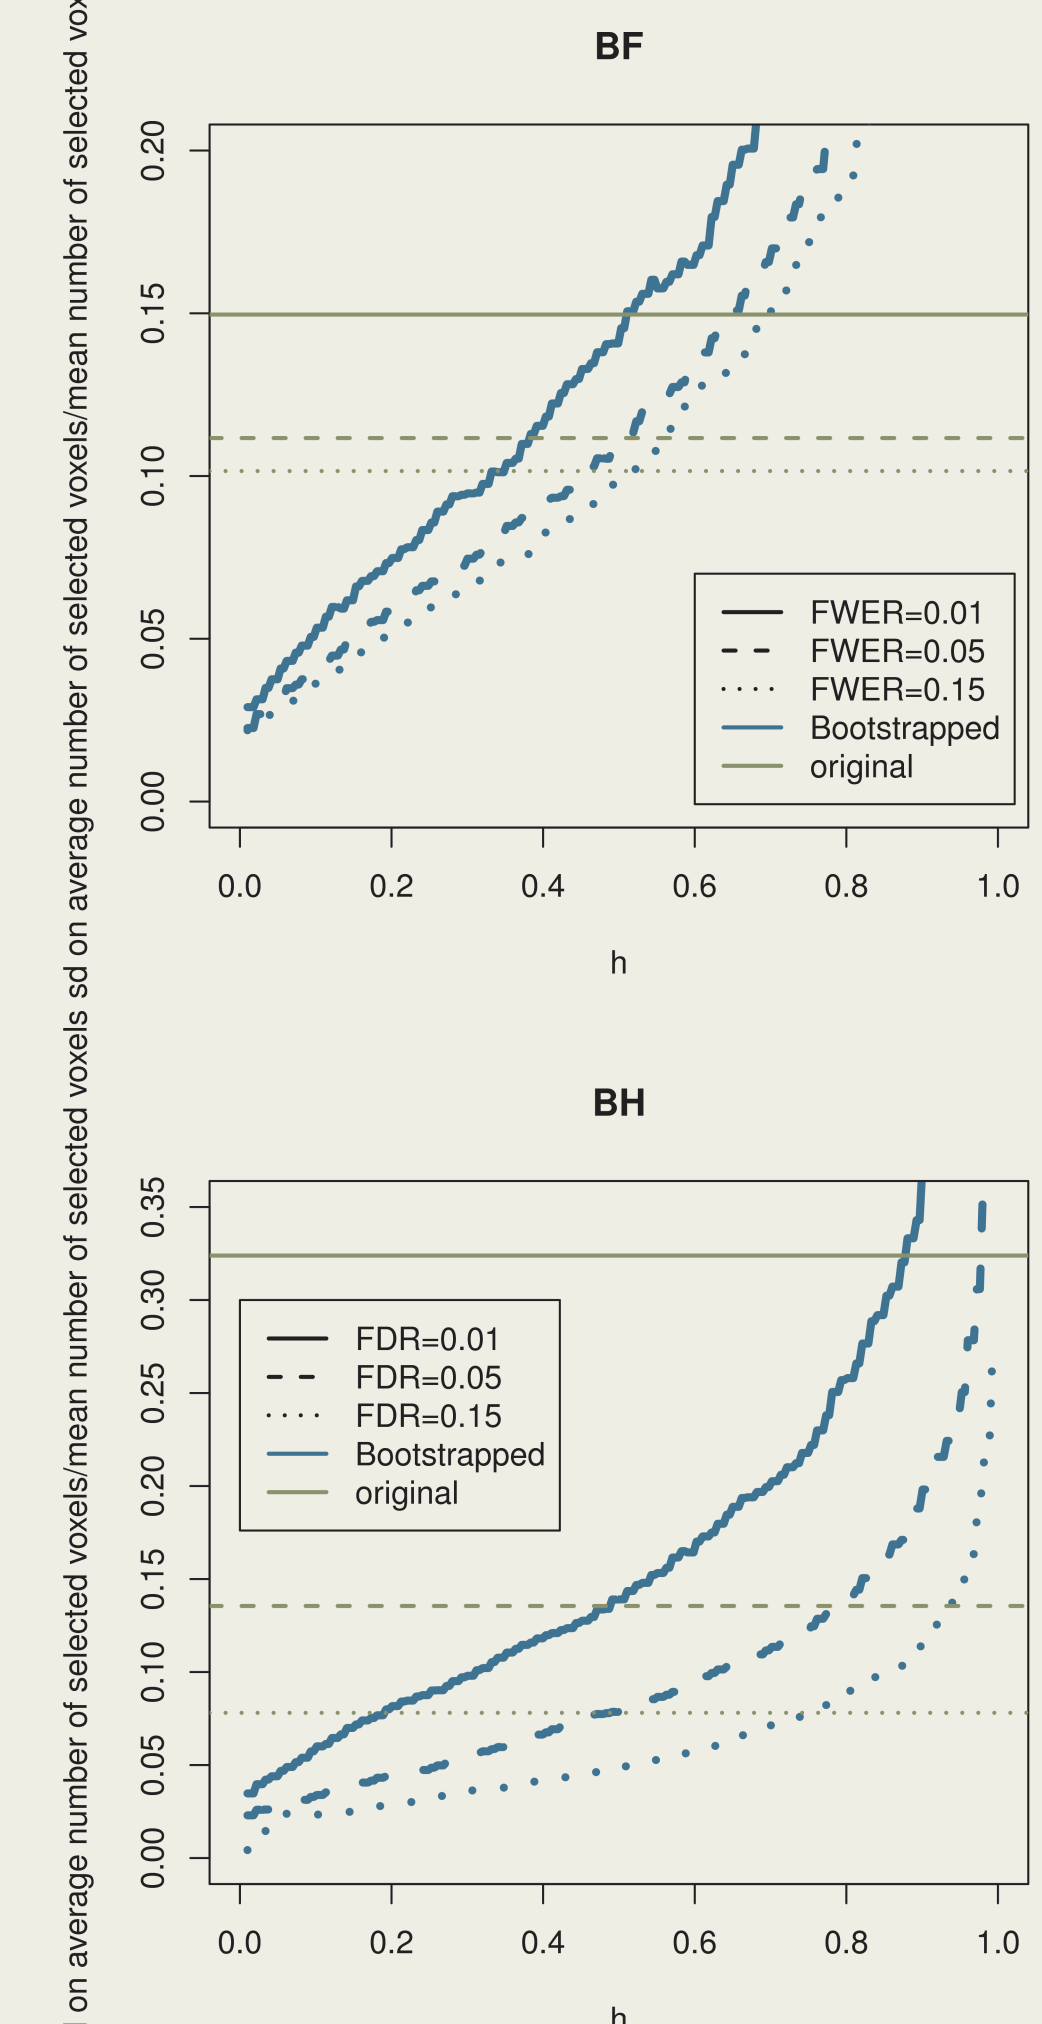 BF
sd on average number of selected voxels/mean number of selected
0.20
0.15
0.10
0.05
0.00
FWER=0.01
FWER=0.05
FWER=0.15
Bootstrapped
original
0.0 0.2 0.4 0.6 0.8 1.0
h
BH
on average number of selected voxels/mean number of selected voxels
0.35
0.30
0.25
0.20
0.15
0.10
0.05
0.00
FDR=0.01
FDR=0.05
FDR=0.15
Bootstrapped
original
0.0 0.2 0.4 0.6 0.8 1.0
h